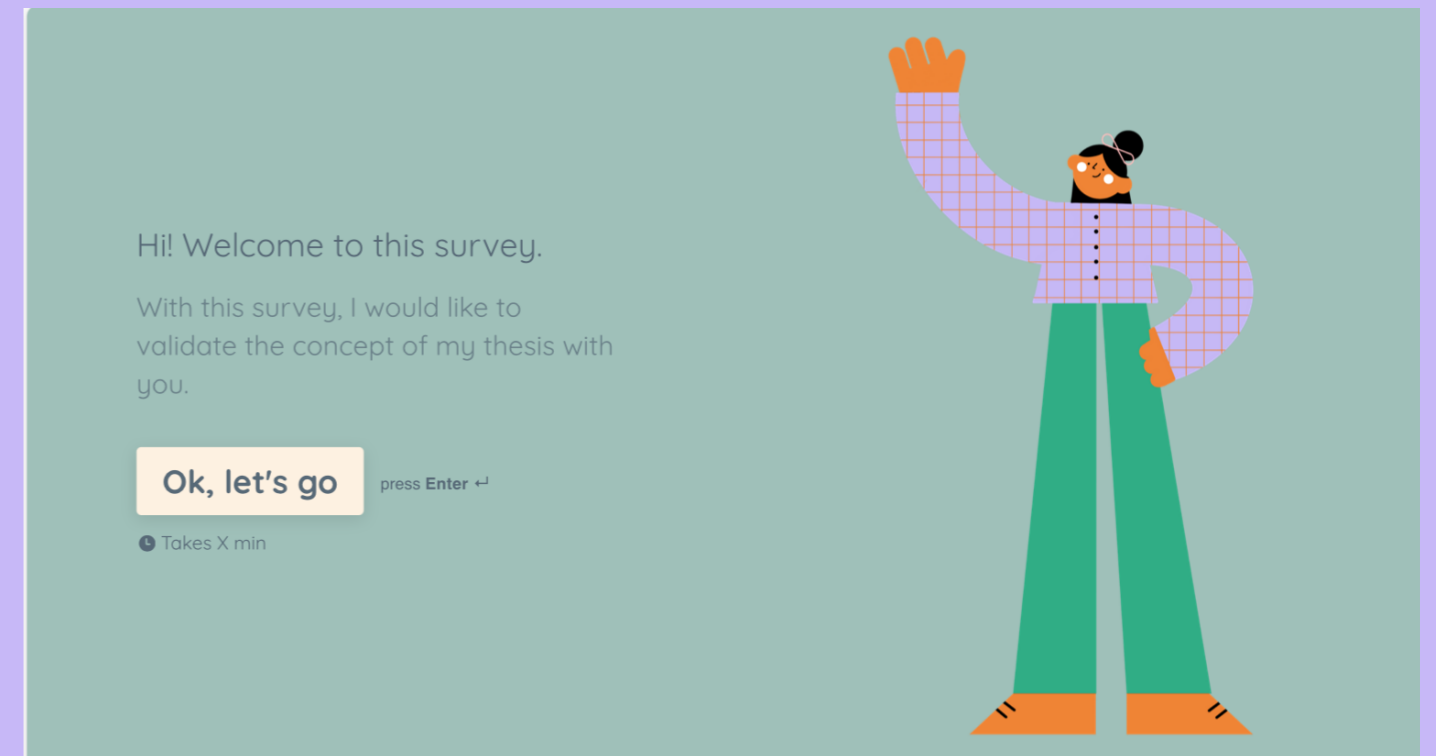 Hi! Welcome to this survey.
With this survey, I would like to
validate the concept of my thesis with
you.
Ok, let's go
press Enter ↵
Takes X min